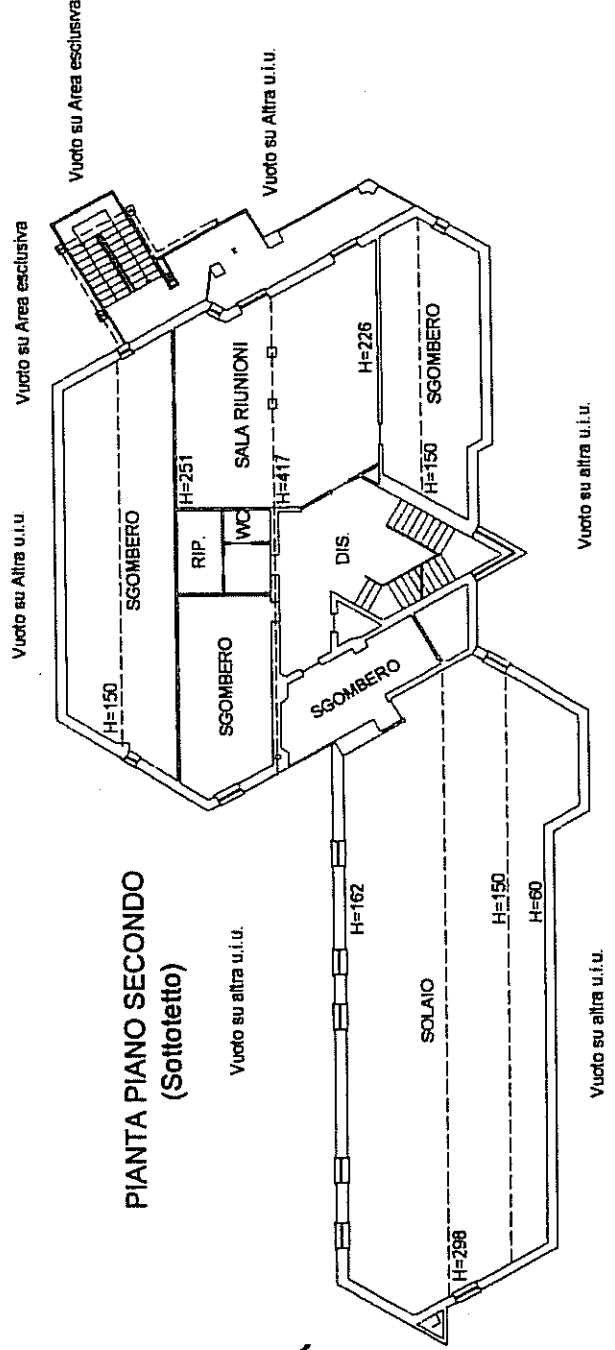 PIANTA PIANO SECONDO
(Sottotetto)
Vuoto su Altra u.i.u.
Vuoto su Area esclusiva
Vuoto su Area esclusiva
Vuoto su Altra u.i.u.
Vuoto su altra u.i.u.
Vuoto su altra u.i.u.
Vuoto su altra u.i.u.
H=150
SGOMBERO
H=251
SALA RIUNIONI
RIP.
WC
SGOMBERO
H=417
H=226
DIS.
SGOMBERO
H=150
SGOMBERO
H=162
SOLAIO
H=298
H=150
H=60